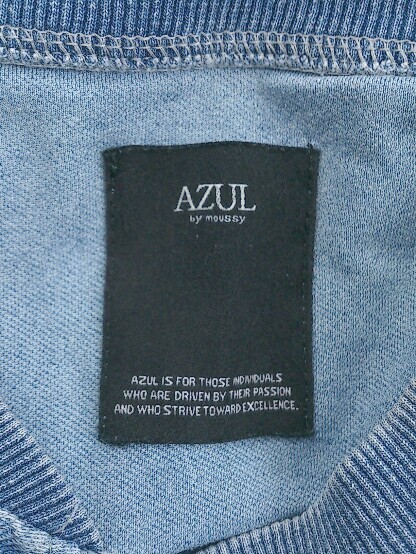 AZUL
by moussy
AZUL IS FOR THOSE INDIVIDUALS
WHO ARE DRIVEN BY THEIR PASSION
AND WHO STRIVE TOWARD EXCELLENCE.